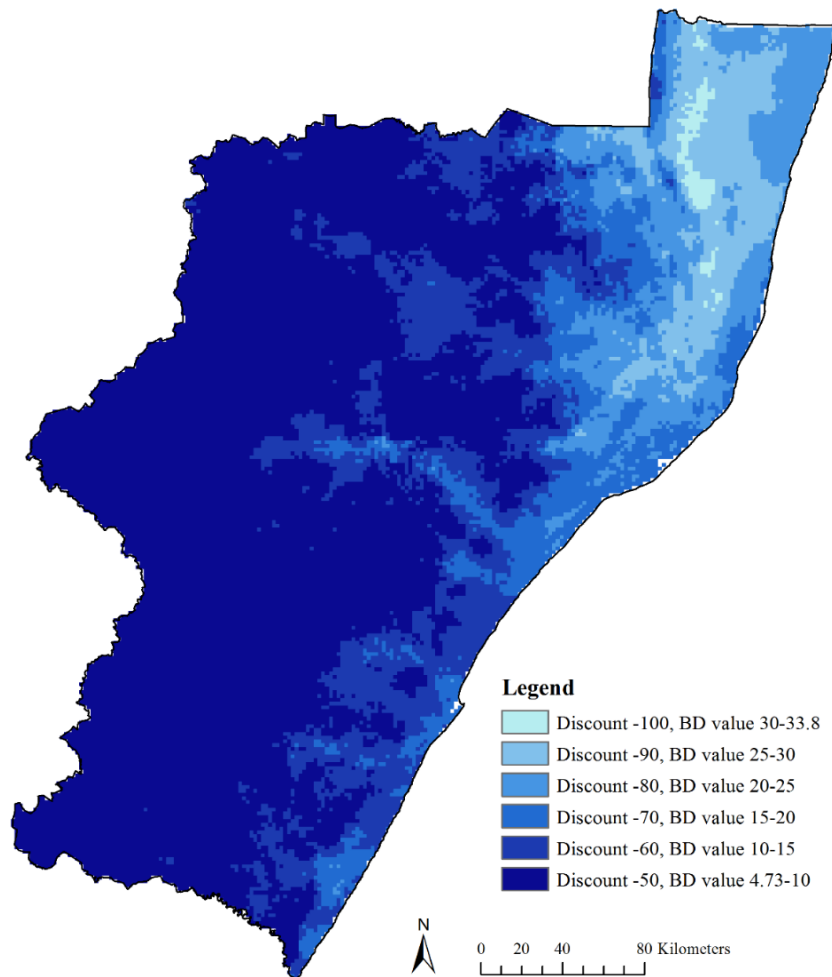 Legend
Discount -100, BD value 30-33.8
Discount -90, BD value 25-30
Discount -80, BD value 20-25
Discount -70, BD value 15-20
Discount -60, BD value 10-15
Discount -50, BD value 4.73-10
N
0 20 40 80 Kilometers